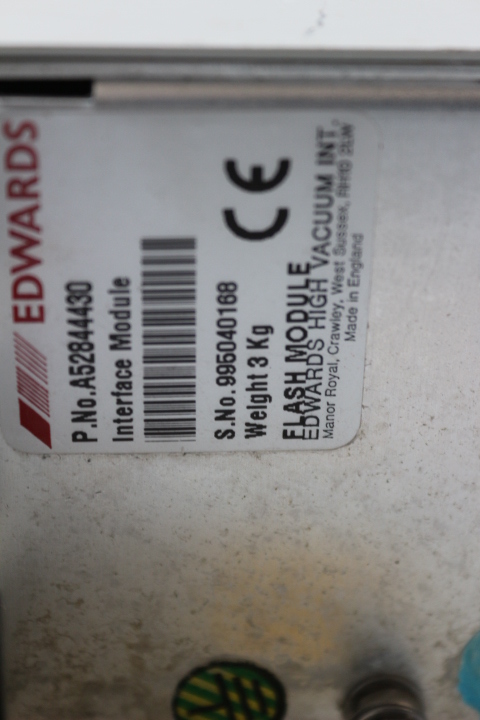 EDWARDS
P.No.A52844430
Interface Module
CE
S.No. 995040168
Weight 3 Kg
FLASH MODULE
EDWARDS HIGH VACUUM INT.
Manor Royal, Crawley, West Sussex, RH10 2LW
Made in England